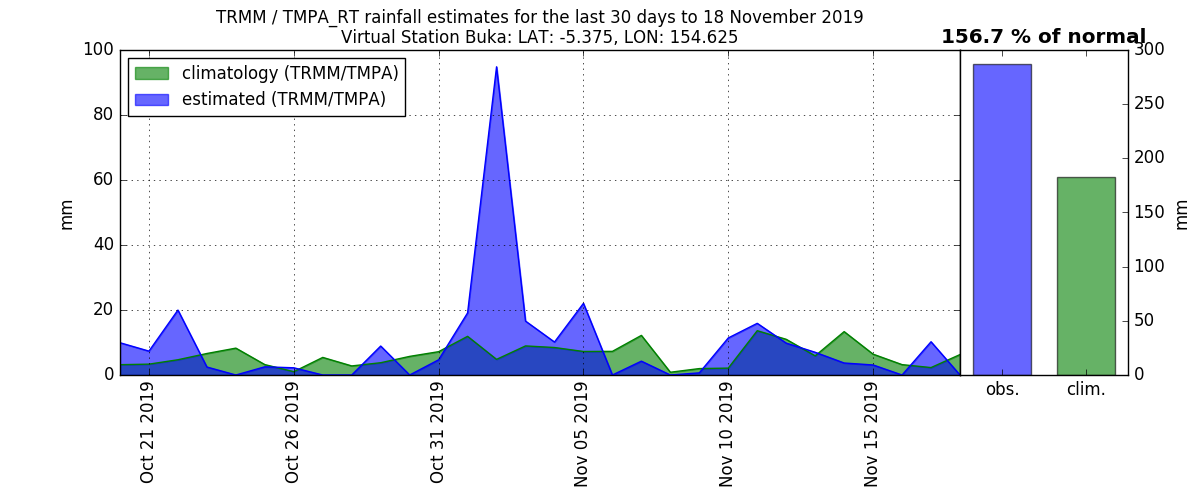 TRMM / TMPA_RT rainfall estimates for the last 30 days to 18 November 2019
Virtual Station Buka: LAT: -5.375, LON: 154.625
156.7 % of normal
climatology (TRMM/TMPA)
estimated (TRMM/TMPA)
100
80
60
40
20
0
mm
Oct 21 2019
Oct 26 2019
Oct 31 2019
Nov 05 2019
Nov 10 2019
Nov 15 2019
obs.
clim.
300
250
200
150
100
50
0
mm